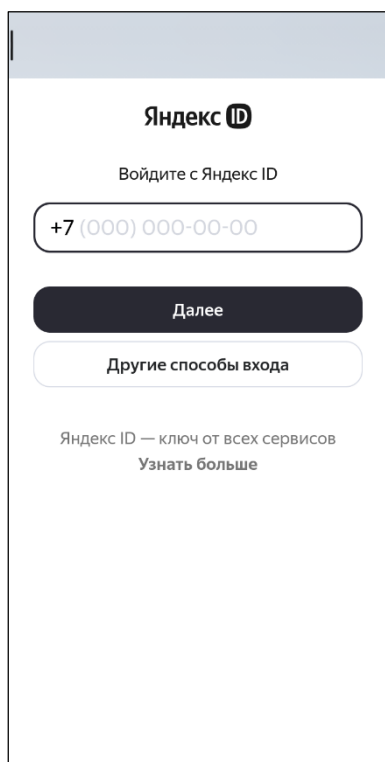 Яндекс ID
Войдите с Яндекс ID
+7 (000) 000-00-00
Далее
Другие способы входа
Яндекс ID — ключ от всех сервисов
Узнать больше